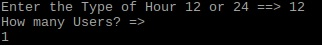 Enter the Type of Hour 12 or 24 ==> 12
How many Users? =>
1